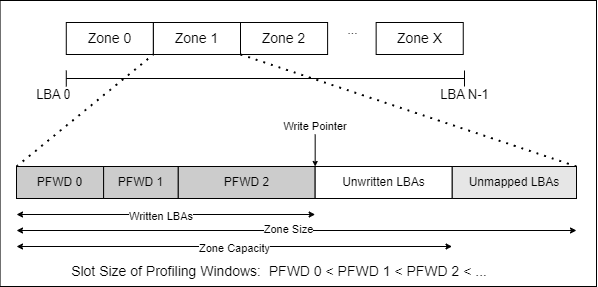 Zone 0 Zone 1 Zone 2 ... Zone X
LBA 0 LBA N-1
Write Pointer
PFWD 0 PFWD 1 PFWD 2 Unwritten LBAs Unmapped LBAs
Written LBAs
Zone Size
Zone Capacity
Slot Size of Profiling Windows: PFWD 0 < PFWD 1 < PFWD 2 < ...